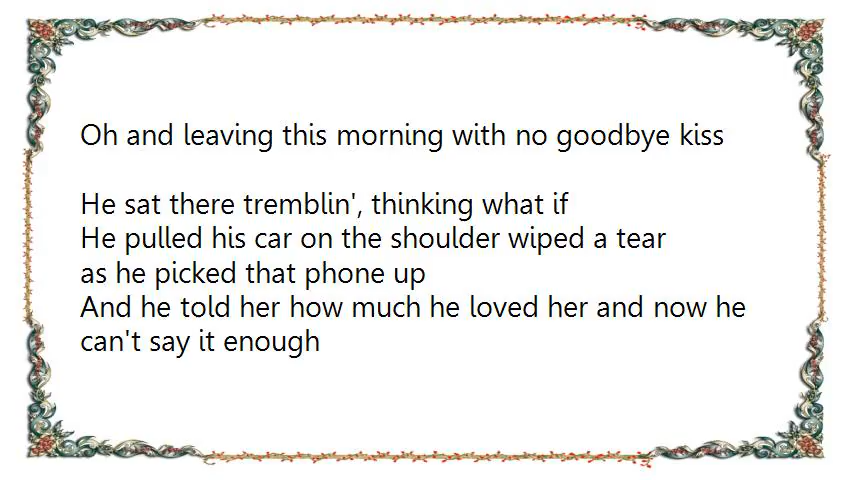 Oh and leaving this morning with no goodbye kiss
He sat there tremblin', thinking what if
He pulled his car on the shoulder wiped a tear
as he picked that phone up
And he told her how much he loved her and now he
can't say it enough